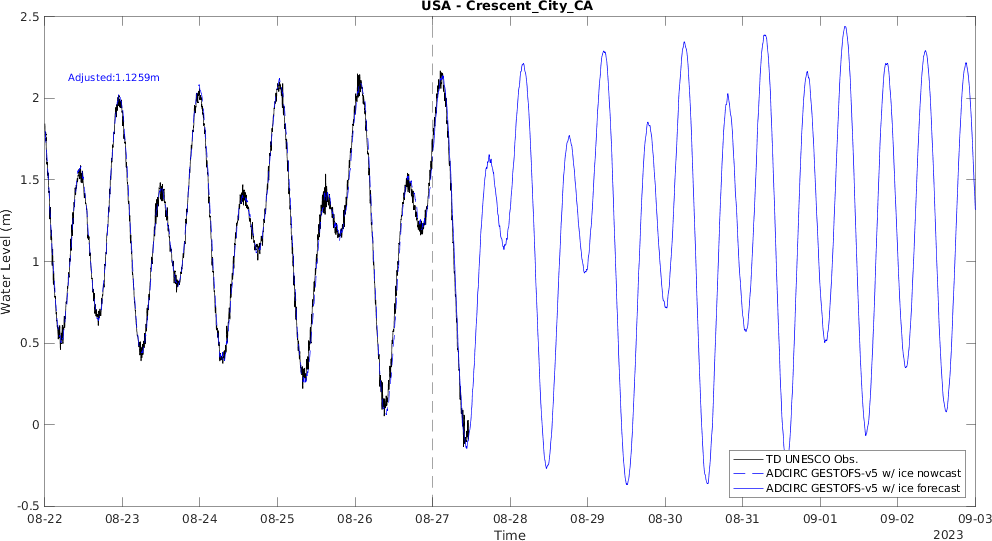 USA - Crescent_City_CA
Adjusted:1.1259m
Water Level (m)
2.5
2
1.5
1
0.5
0
-0.5
TD UNESCO Obs.
ADCIRC GESTOFS-v5 w/ ice nowcast
ADCIRC GESTOFS-v5 w/ ice forecast
08-22 08-23 08-24 08-25 08-26 08-27 08-28 08-29 08-30 08-31 09-01 09-02 09-03
Time
2023